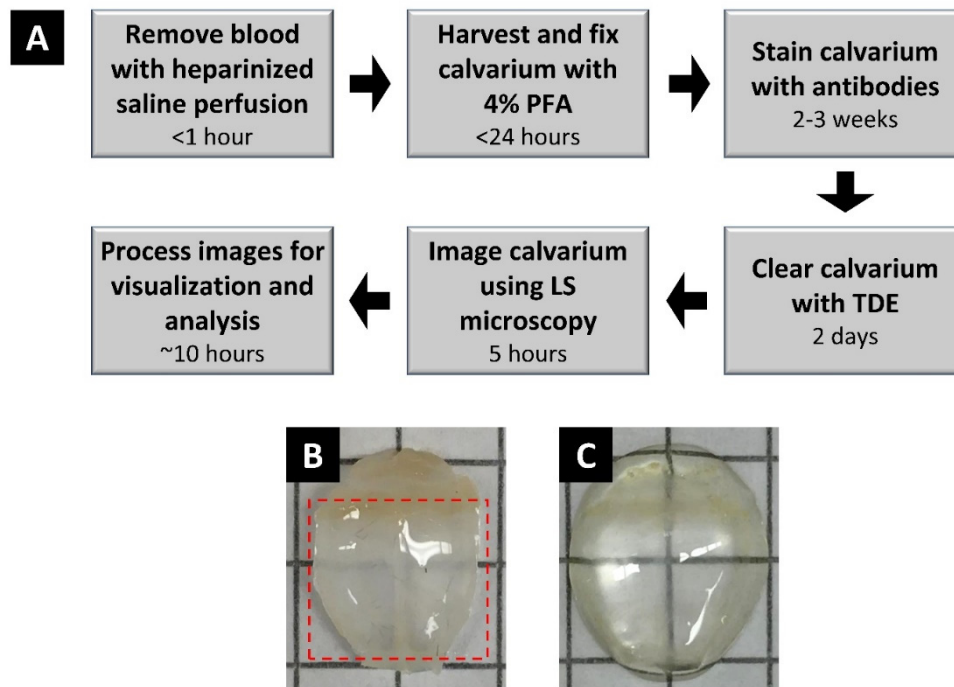 A
Remove blood
with heparinized
saline perfusion
<1 hour
Harvest and fix
calvarium with
4% PFA
<24 hours
Stain calvarium
with antibodies
2-3 weeks
Clear calvarium
with TDE
2 days
Image calvarium
using LS
microscopy
5 hours
Process images for
visualization and
analysis
~10 hours
B
C